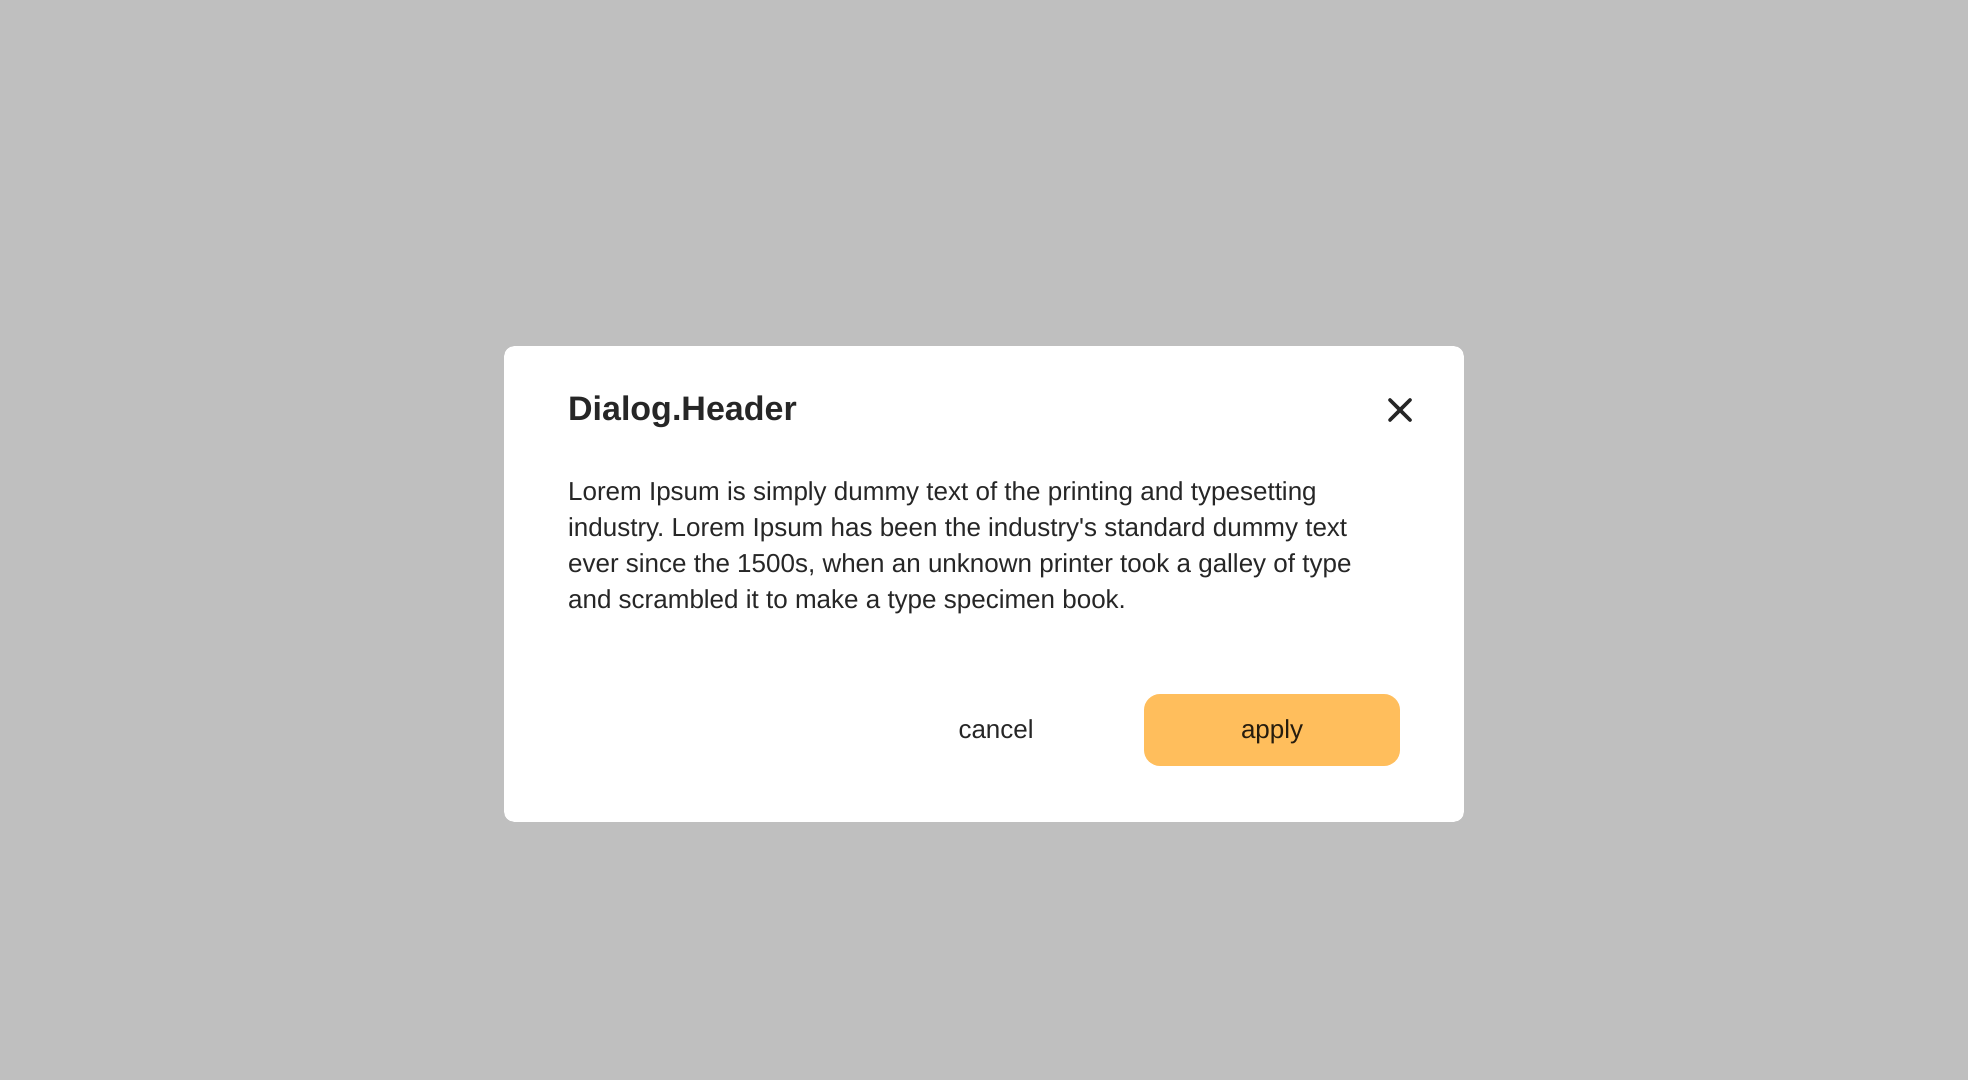 Dialog.Header
Lorem Ipsum is simply dummy text of the printing and typesetting
industry. Lorem Ipsum has been the industry's standard dummy text
ever since the 1500s, when an unknown printer took a galley of type
and scrambled it to make a type specimen book.
cancel
apply